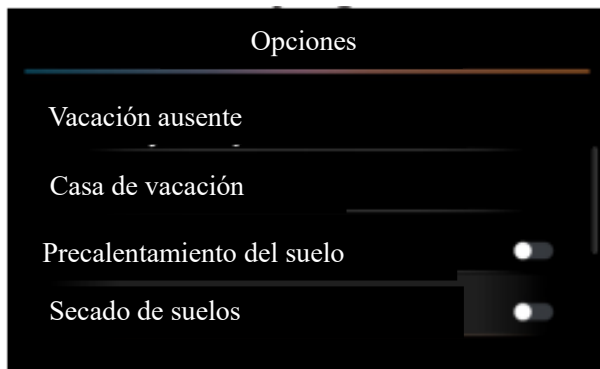 Opciones
Vacación ausente
Casa de vacación
Precalentamiento del suelo
Secado de suelos